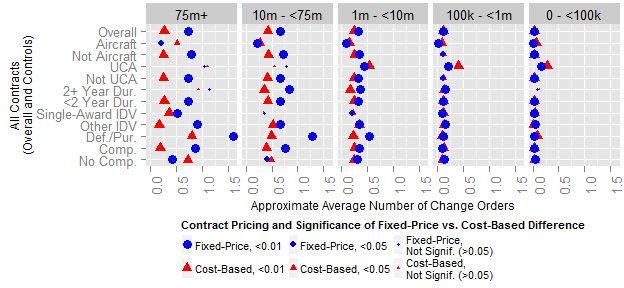 75m+ 10m - <75m 1m - <10m 100k - <1m 0 - <100k
All Contracts
(Overall and Controls)
Overall
Aircraft
Not Aircraft
UCA
Not UCA
2+ Year Dur.
<2 Year Dur.
Single-Award IDV
Other IDV
Def./Pur.
Comp.
No Comp.
0.0 0.5 1.0 1.5 0.0 0.5 1.0 1.5 0.0 0.5 1.0 1.5 0.0 0.5 1.0 1.5 0.0 0.5 1.0 1.5
Approximate Average Number of Change Orders
Contract Pricing and Significance of Fixed-Price vs. Cost-Based Difference
Fixed-Price, <0.01 Fixed-Price, <0.05 Fixed-Price,
Not Signif. (>0.05)
Cost-Based, <0.01 Cost-Based, <0.05 Cost-Based,
Not Signif. (>0.05)